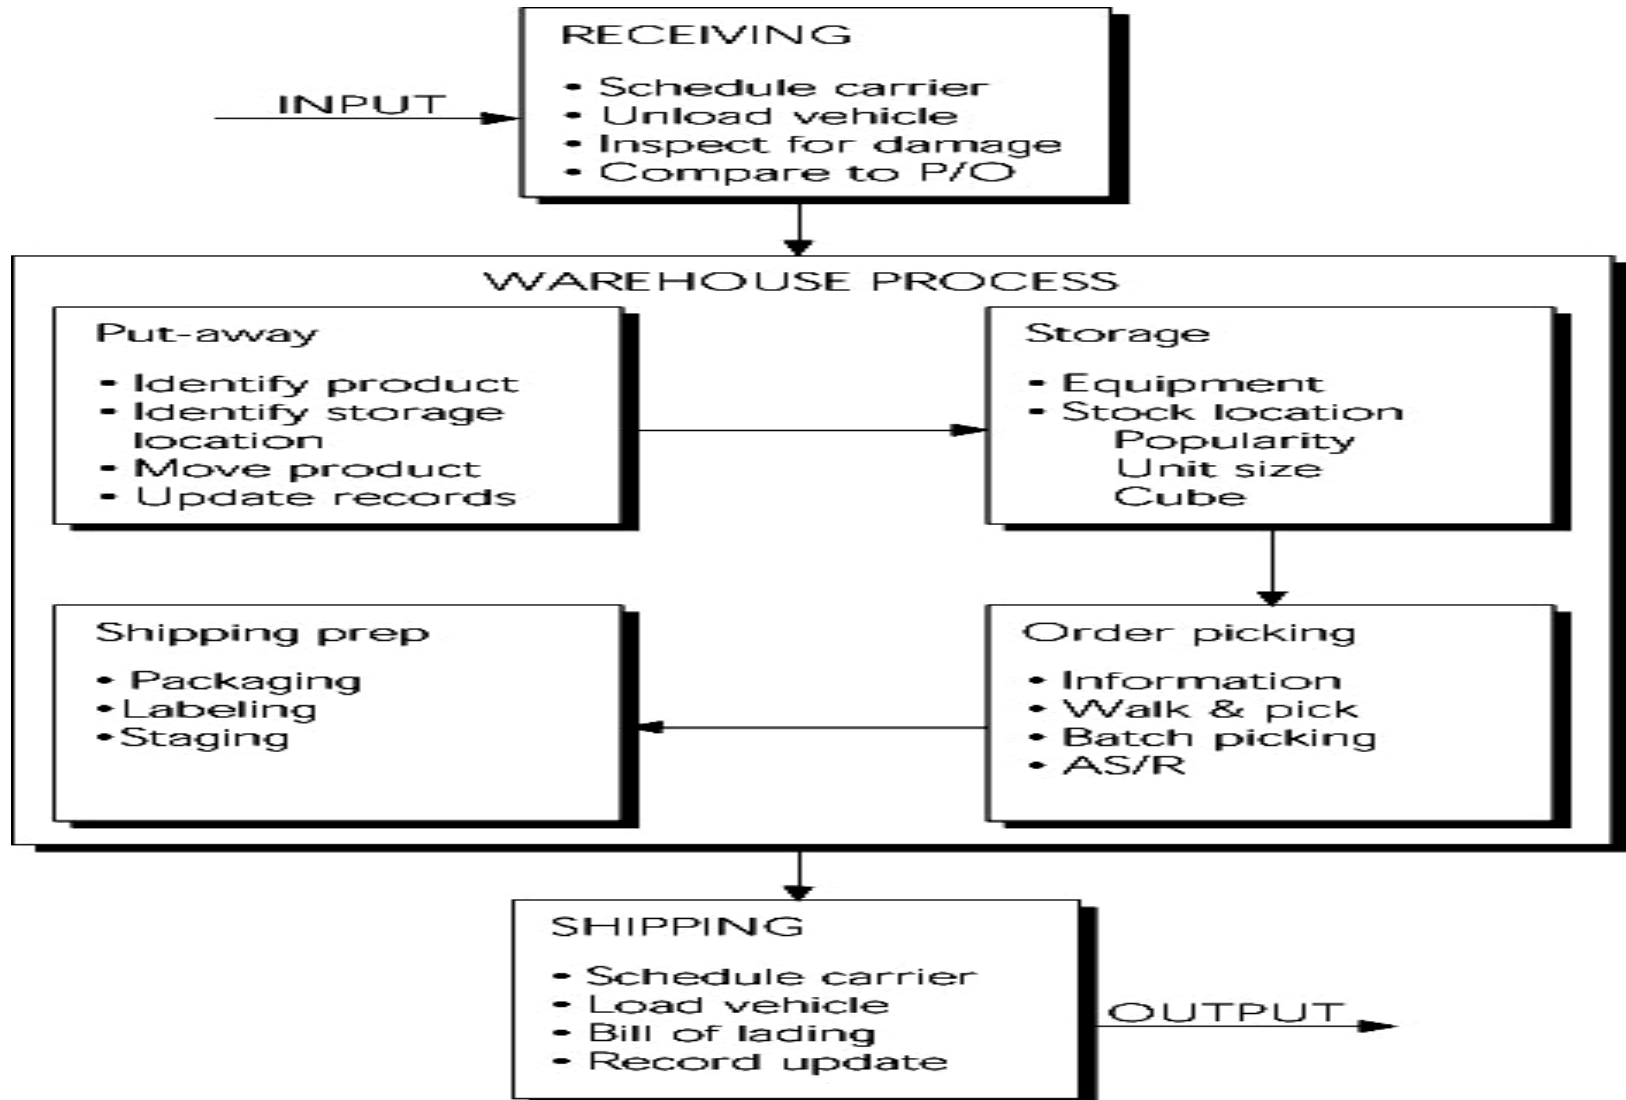 RECEIVING
• Schedule carrier
• Unload vehicle
• Inspect for damage
• Compare to P/O
INPUT
WAREHOUSE PROCESS
Put-away
• Identify product
• Identify storage
location
• Move product
• Update records
Storage
• Equipment
• Stock location
Popularity
Unit size
Cube
Order picking
• Information
• Walk & pick
• Batch picking
• AS/R
Shipping prep
• Packaging
• Labeling
• Staging
SHIPPING
• Schedule carrier
• Load vehicle
• Bill of lading
• Record update
OUTPUT